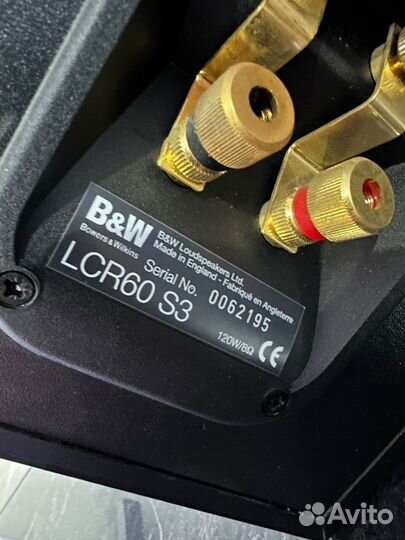 B&W
Bowers & Wilkins
B&W Loudspeakers Ltd.
Made in England - Fabriqué en Angleterre
LCR60 S3
Serial No. 0062195
120W/8Ω CE
Avito